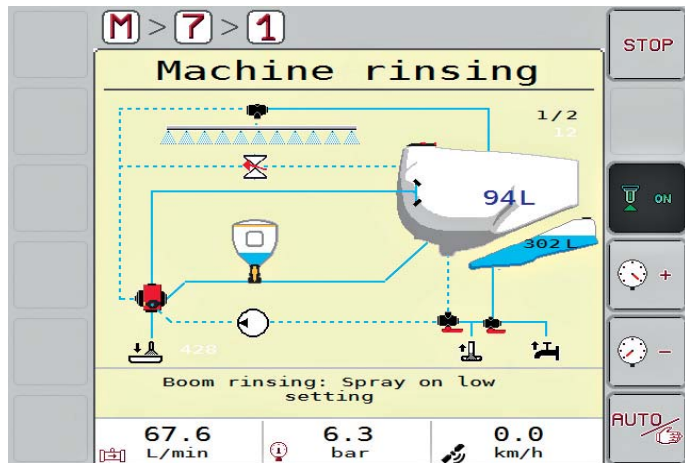 M > 7 > 1
STOP
Machine rinsing
1/2
12
94L
ON
302 L
+
428
-
Boom rinsing: Spray on low
setting
AUTO
67.6
L/min
6.3
bar
0.0
km/h